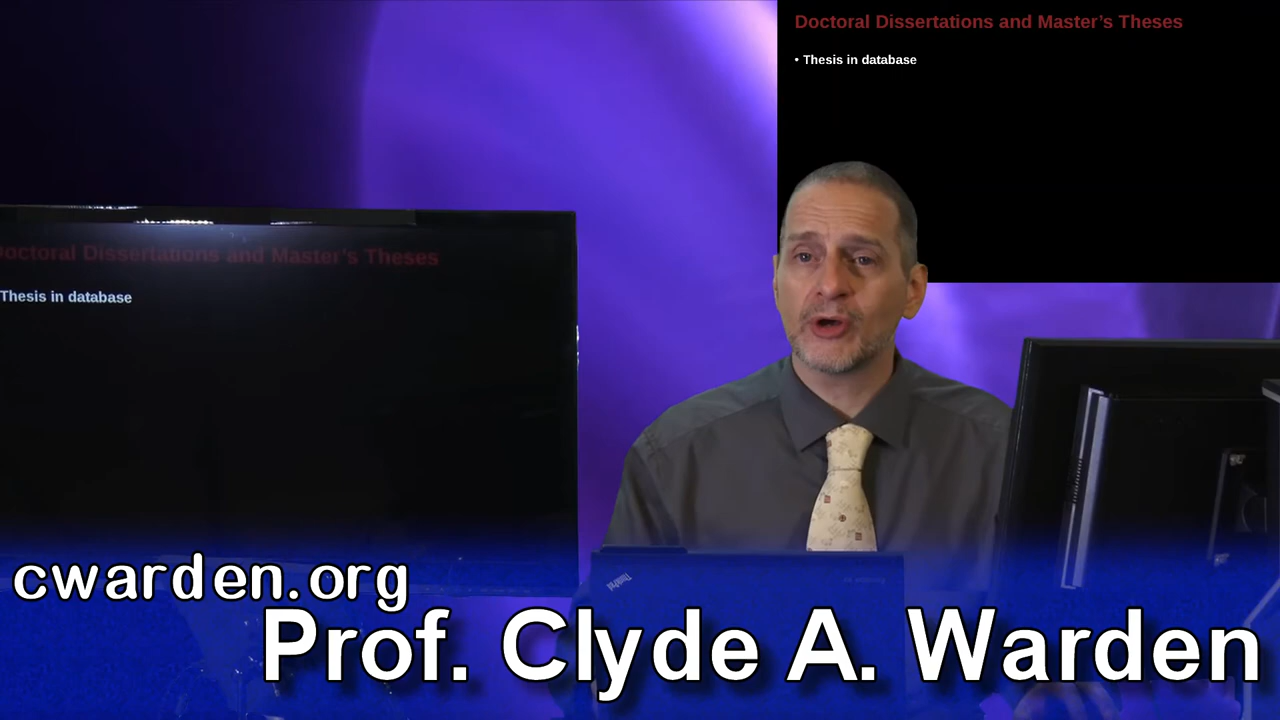 Doctoral Dissertations and Master's Theses
• Thesis in database
Doctoral Dissertations and Master's Theses
Thesis in database
ThinkPad
cwarden.org
Prof. Clyde A. Warden